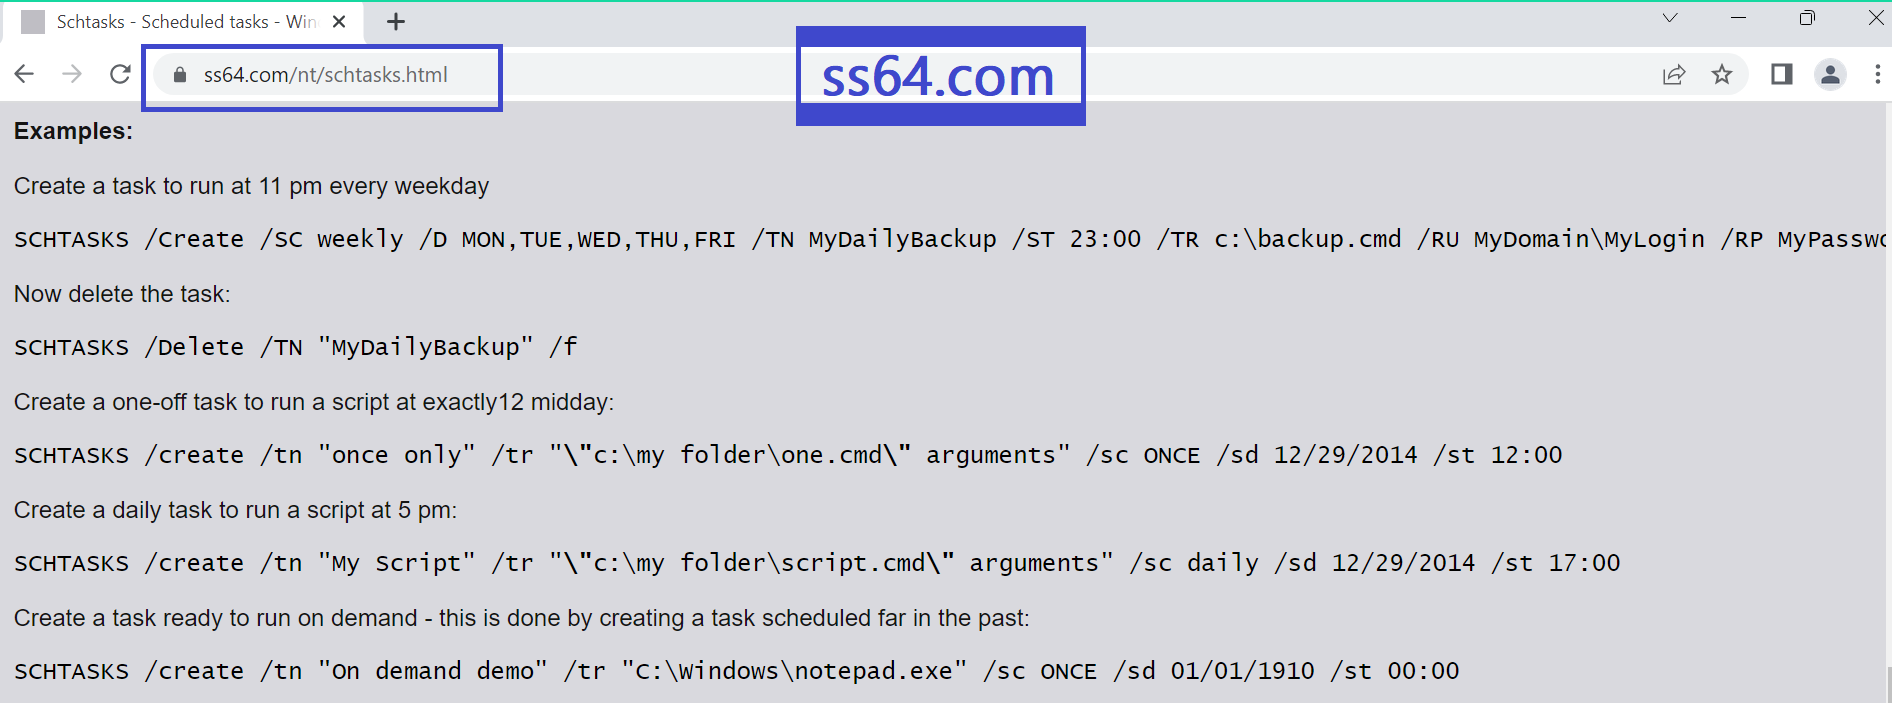 Schtasks - Scheduled tasks - Win
ss64.com/nt/schtasks.html
ss64.com
Examples:
Create a task to run at 11 pm every weekday
SCHTASKS /Create /SC weekly /D MON,TUE,WED,THU,FRI /TN MyDailyBackup /ST 23:00 /TR c:\backup.cmd /RU MyDomain\MyLogin /RP MyPassw
Now delete the task:
SCHTASKS /Delete /TN "MyDailyBackup" /f
Create a one-off task to run a script at exactly12 midday:
SCHTASKS /create /tn "once only" /tr "\"c:\my folder\one.cmd\" arguments" /sc ONCE /sd 12/29/2014 /st 12:00
Create a daily task to run a script at 5 pm:
SCHTASKS /create /tn "My Script" /tr "\"c:\my folder\script.cmd\" arguments" /sc daily /sd 12/29/2014 /st 17:00
Create a task ready to run on demand - this is done by creating a task scheduled far in the past:
SCHTASKS /create /tn "On demand demo" /tr "C:\Windows\notepad.exe" /sc ONCE /sd 01/01/1910 /st 00:00